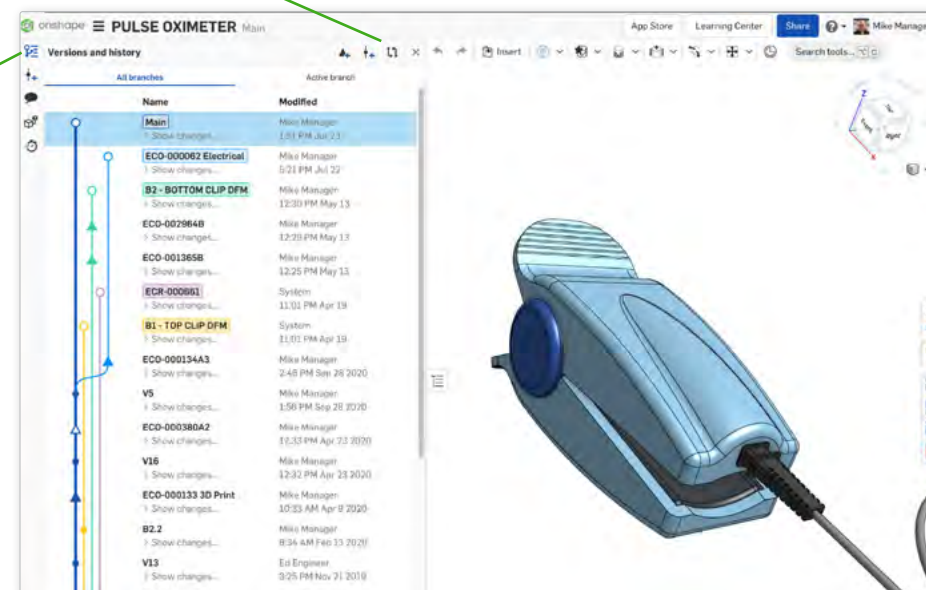 onshape PULSE OXIMETER Main App Store Learning Center Share Mike Manage
Versions and history Insert Search tools...
All branches Active branch
Name Modified
Main Mike Manager
Show changes... 1:51 PM Jul 23
ECO-000062 Electrical Mike Manager
Show changes... 5:21 PM Jul 22
B2 - BOTTOM CLIP DFM Mike Manager
Show changes... 12:30 PM May 13
ECO-002964B Mike Manager
Show changes... 12:29 PM May 13
ECO-001365B Mike Manager
Show changes... 12:25 PM May 13
ECR-000661 System
Show changes... 11:01 PM Apr 19
B1 - TOP CLIP DFM System
Show changes... 11:01 PM Apr 19
ECO-000134A3 Mike Manager
Show changes... 2:48 PM Sep 28 2020
V5 Mike Manager
Show changes... 1:56 PM Sep 28 2020
ECO-000380A2 Mike Manager
Show changes... 12:33 PM Apr 23 2020
V16 Mike Manager
Show changes... 12:32 PM Apr 23 2020
ECO-000133 3D Print Mike Manager
Show changes... 10:33 AM Apr 9 2020
B2.2 Mike Manager
Show changes... 8:34 AM Feb 13 2020
V13 Ed Engineer
Show changes... 3:25 PM Nov 21 2019
Z
X
Right